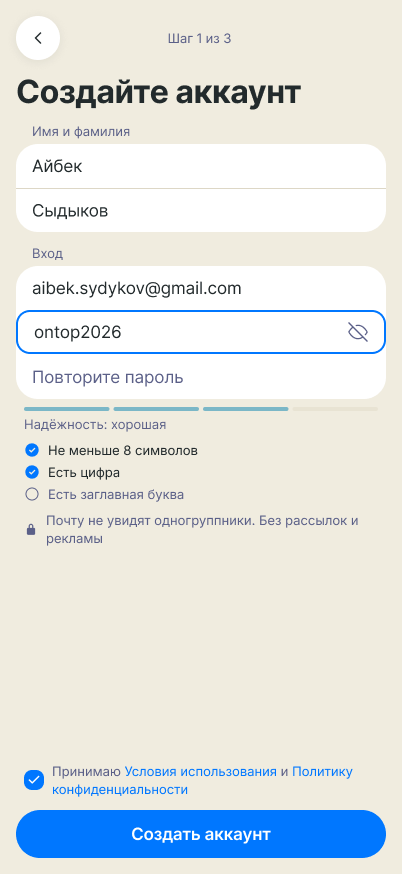 Шаг 1 из 3
Создайте аккаунт
Имя и фамилия
Айбек
Сыдыков
Вход
aibek.sydykov@gmail.com
ontop2026
Повторите пароль
Надёжность: хорошая
Не меньше 8 символов
Есть цифра
Есть заглавная буква
Почту не увидят одногруппники. Без рассылок и
рекламы
Принимаю Условия использования и Политику
конфиденциальности
Создать аккаунт